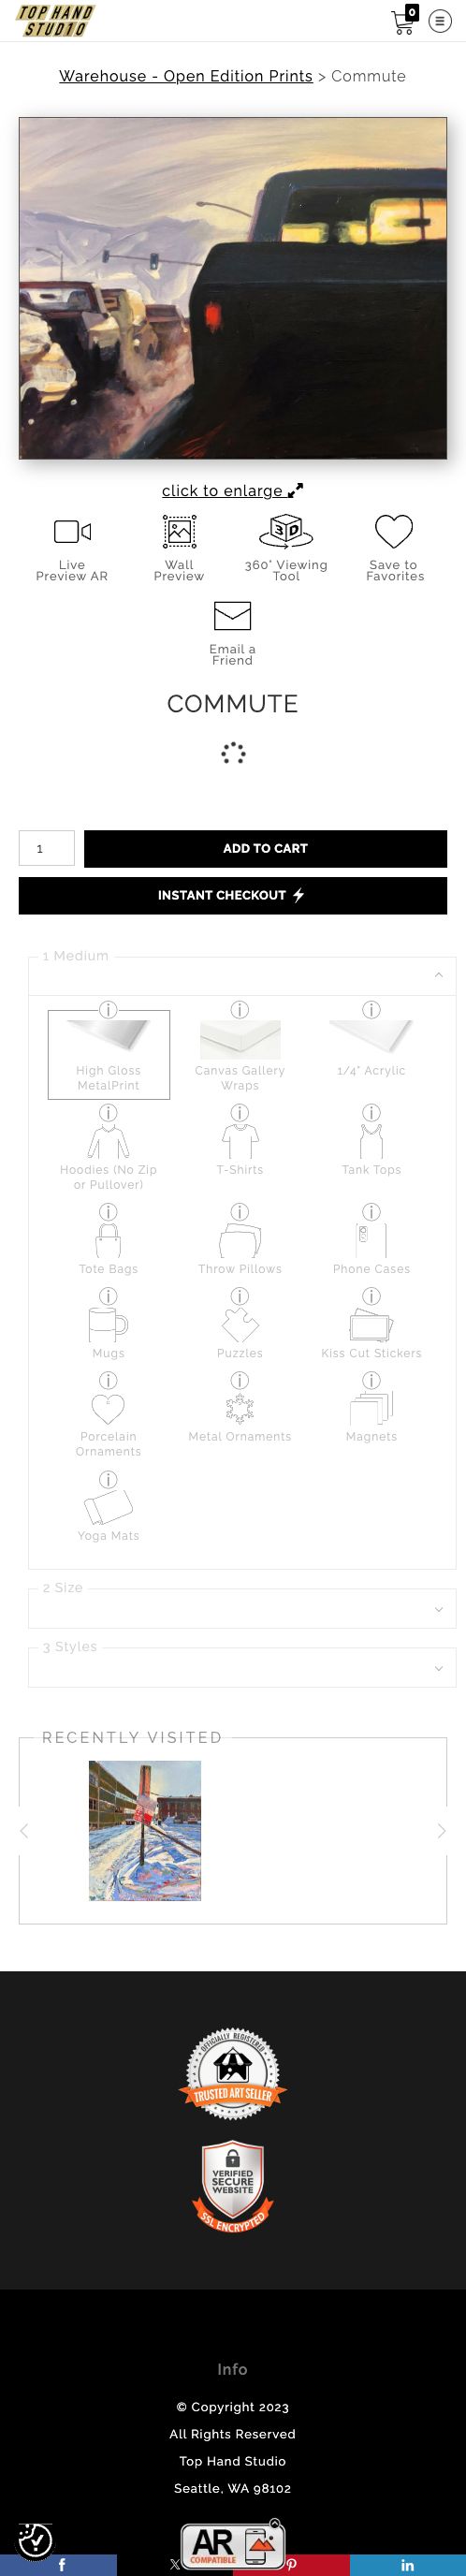 TOP HAND
STUDIO
0
Warehouse - Open Edition Prints > Commute
click to enlarge
Live
Preview AR
Wall
Preview
3D
360° Viewing
Tool
Save to
Favorites
Email a
Friend
COMMUTE
1
ADD TO CART
INSTANT CHECKOUT
1 Medium
High Gloss
MetalPrint
Canvas Gallery
Wraps
1/4" Acrylic
Hoodies (No Zip
or Pullover)
T-Shirts
Tank Tops
Tote Bags
Throw Pillows
Phone Cases
Mugs
Puzzles
Kiss Cut Stickers
Porcelain
Ornaments
Metal Ornaments
Magnets
Yoga Mats
2 Size
3 Styles
RECENTLY VISITED
OFFICIALLY REGISTERED
TRUSTED ART SELLER
VERIFIED
SECURE
WEBSITE
SSL ENCRYPTED
Info
© Copyright 2023
All Rights Reserved
Top Hand Studio
Seattle, WA 98102
AR
COMPATIBLE